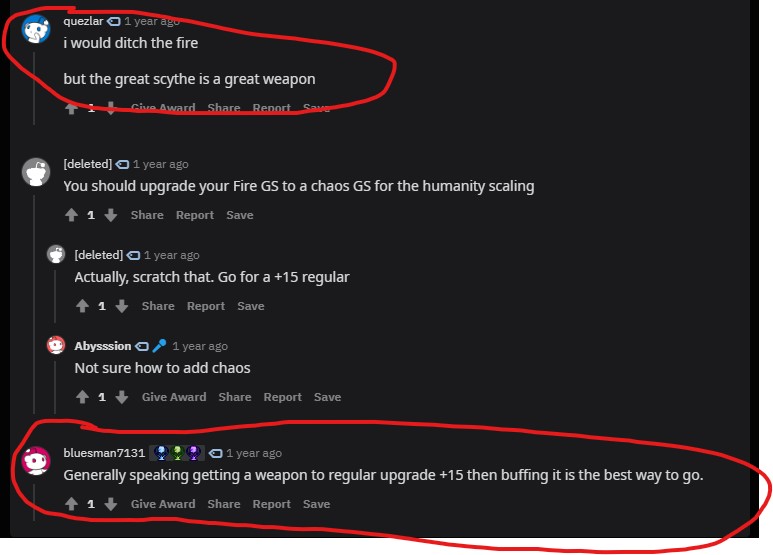 quezlar 1 year ago
i would ditch the fire
but the great scythe is a great weapon
1 Give Award Share Report Save
[deleted] 1 year ago
You should upgrade your Fire GS to a chaos GS for the humanity scaling
1 Share Report Save
[deleted] 1 year ago
Actually, scratch that. Go for a +15 regular
1 Share Report Save
Abysssion 1 year ago
Not sure how to add chaos
1 Give Award Share Report Save
bluesman7131 1 year ago
Generally speaking getting a weapon to regular upgrade +15 then buffing it is the best way to go.
1 Give Award Share Report Save